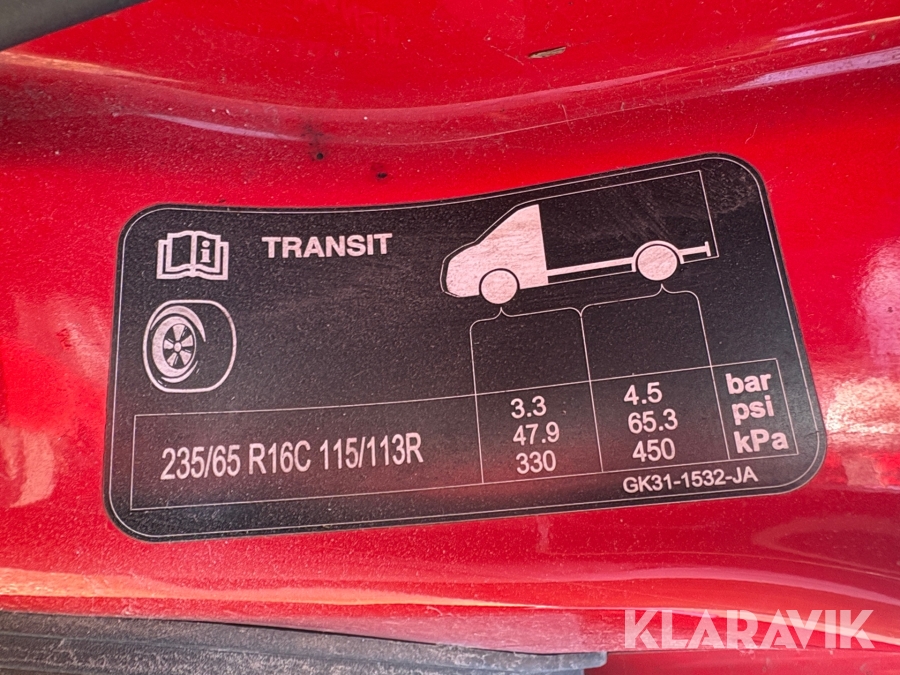 i
TRANSIT
235/65 R16C 115/113R
3.3 4.5 bar
47.9 65.3 psi
330 450 kPa
GK31-1532-JA
KLARAVIK